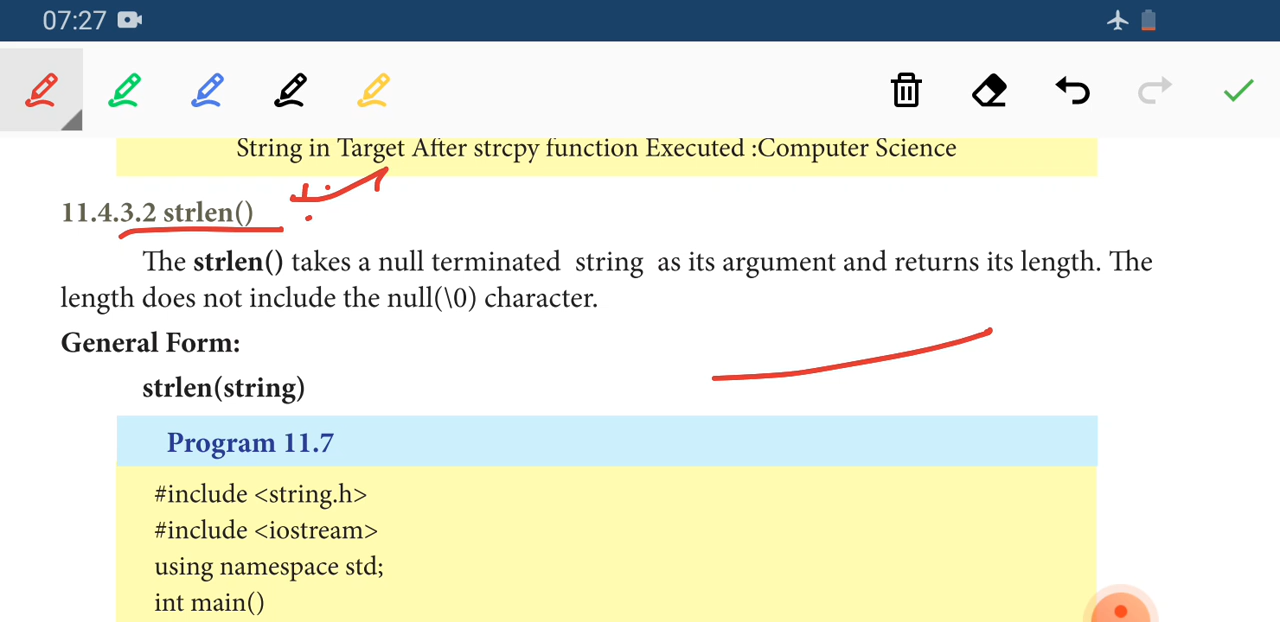 07:27
String in Target After strcpy function Executed :Computer Science
11.4.3.2 strlen()
The strlen() takes a null terminated string as its argument and returns its length. The
length does not include the null(\0) character.
General Form:
strlen(string)
Program 11.7
#include <string.h>
#include <iostream>
using namespace std;
int main()